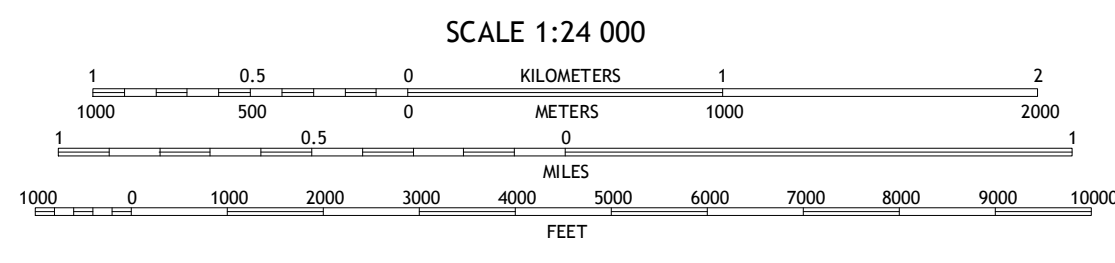 SCALE 1:24 000
1 0.5 0 KILOMETERS 1 2
1000 500 0 METERS 1000 2000
1 0.5 0 1
MILES
1000 0 1000 2000 3000 4000 5000 6000 7000 8000 9000 10000
FEET